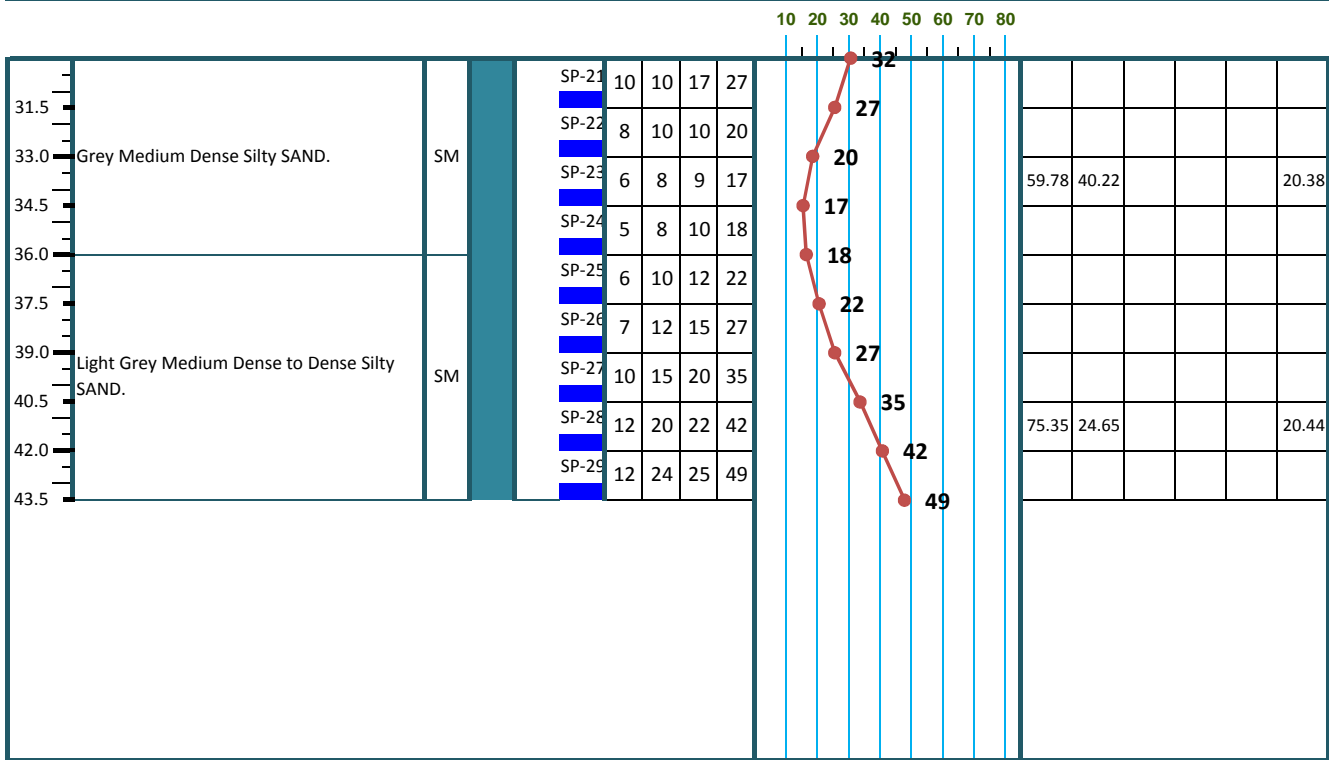 10 20 30 40 50 60 70 80
32
SP-21 10 10 17 27
31.5 27
SP-22 8 10 10 20
33.0 Grey Medium Dense Silty SAND. SM 20
SP-23 6 8 9 17 59.78 40.22 20.38
34.5 17
SP-24 5 8 10 18
36.0 18
SP-25 6 10 12 22
37.5 22
SP-26 7 12 15 27
39.0 27
Light Grey Medium Dense to Dense Silty
SAND. SM SP-27 10 15 20 35
40.5 35
SP-28 12 20 22 42 75.35 24.65 20.44
42.0 42
SP-29 12 24 25 49
43.5 49